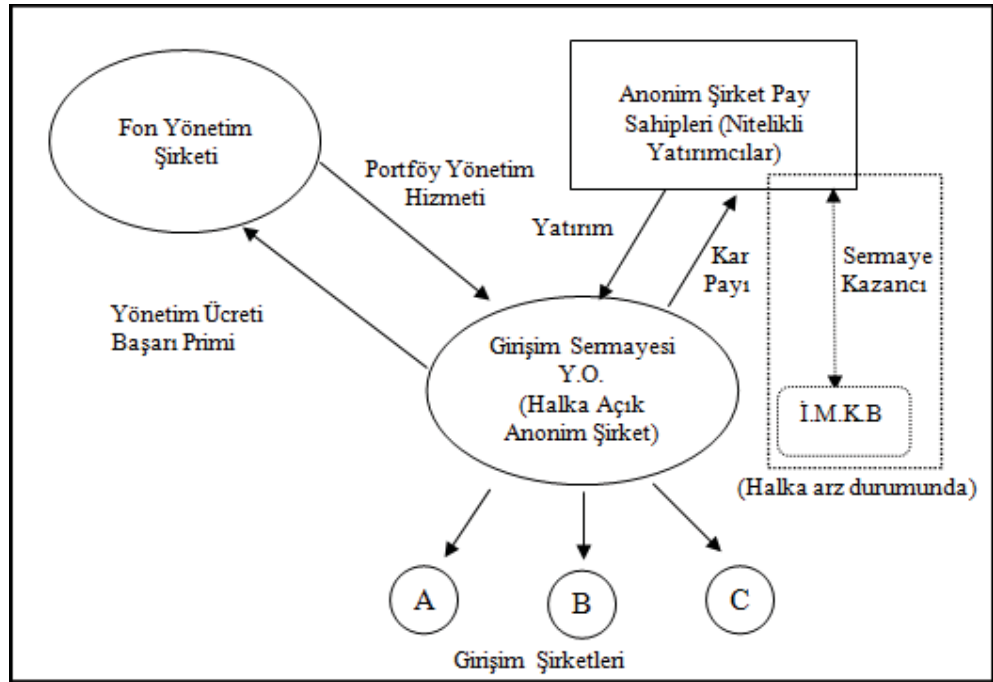 Fon Yönetim
Şirketi
Anonim Şirket Pay
Sahipleri (Nitelikli
Yatırımcılar)
Portföy Yönetim
Hizmeti
Yatırım
Kar
Payı
Sermaye
Kazancı
Yönetim Ücreti
Başarı Primi
Girişim Sermayesi
Y.O.
(Halka Açık
Anonim Şirket)
İ.M.K.B
(Halka arz durumunda)
A
B
C
Girişim Şirketleri